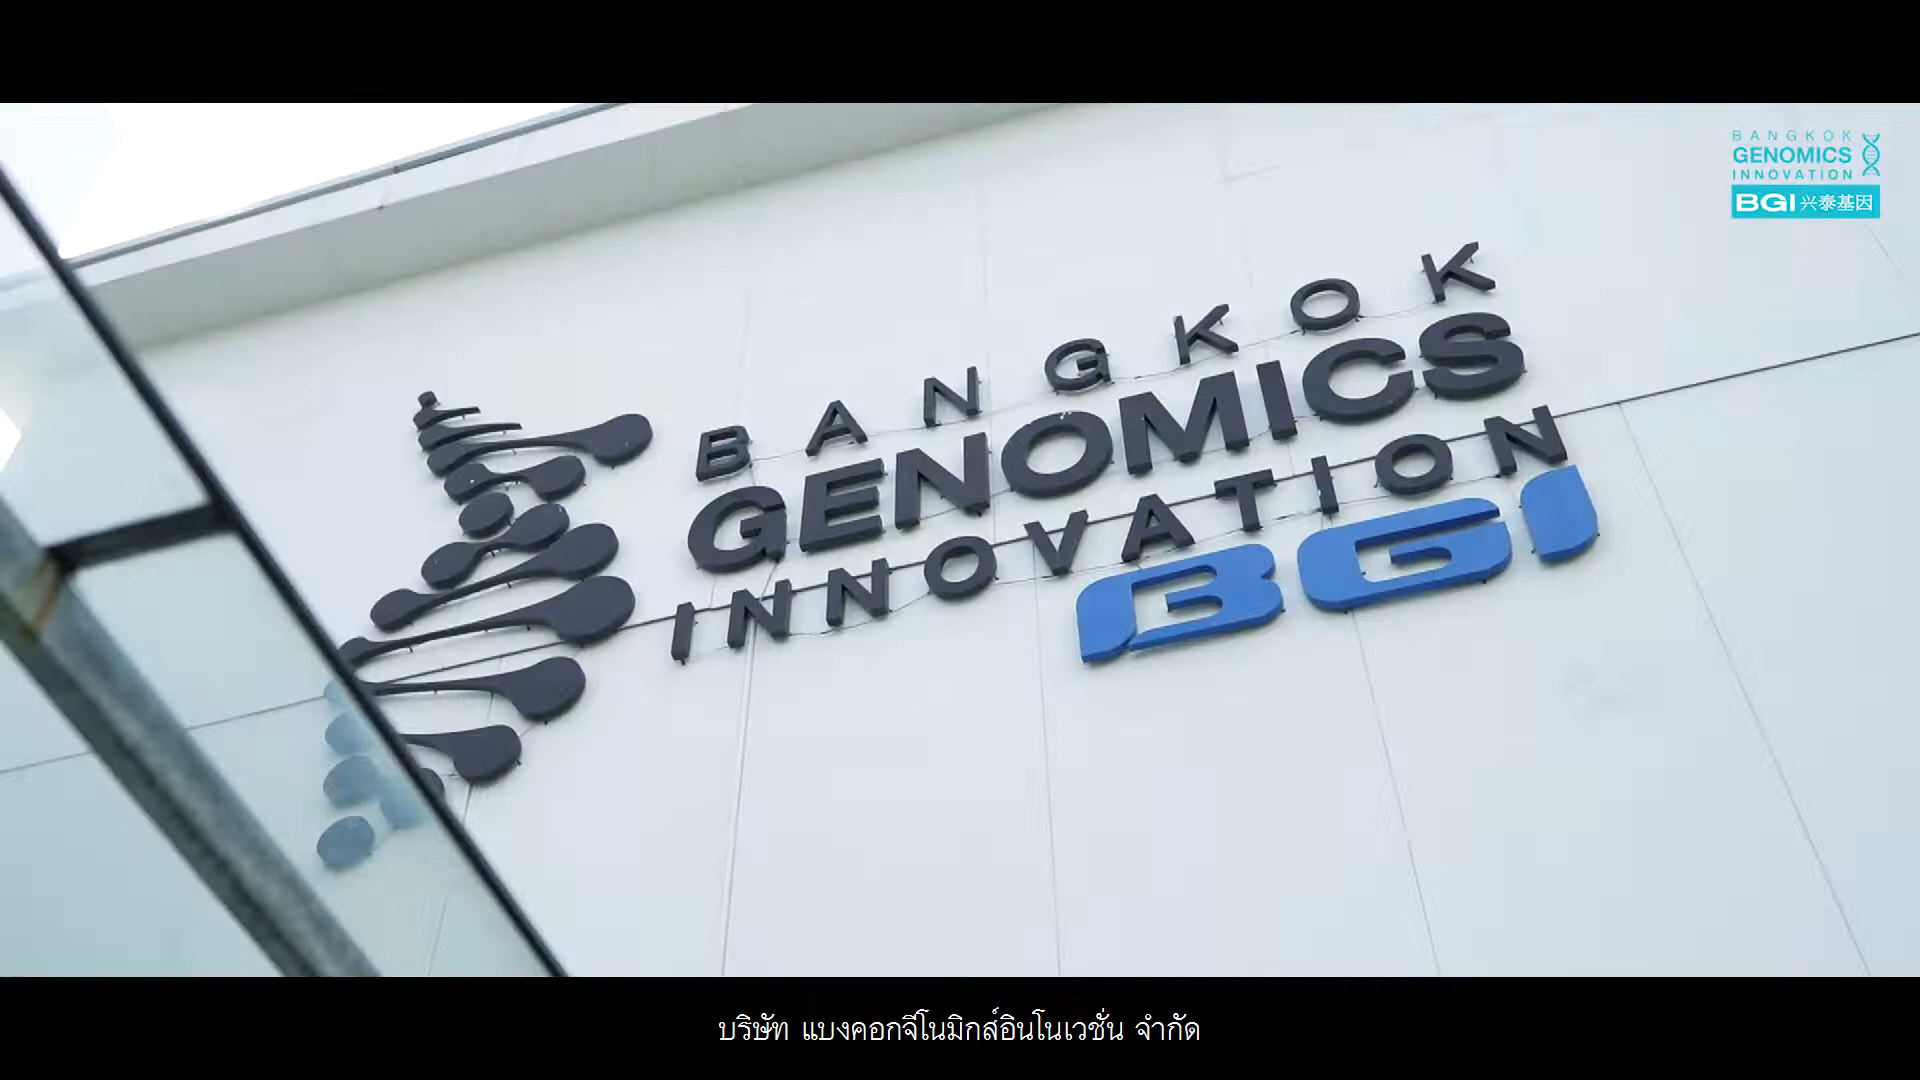 BANGKOK
GENOMICS
INNOVATION
BGI 兴泰基因
BANGKOK
GENOMICS
INNOVATION
BGI
บริษัท แบงคอกจีโนมิกส์อินโนเวชั่น จำกัด